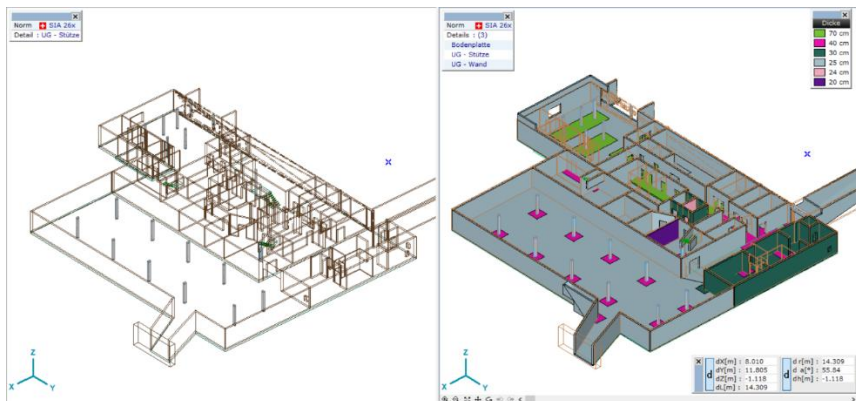 Norm SIA 26x
Detail : UG - Stütze
Z
X
Y
Norm SIA 26x
Details : (3)
Bodenplatte
UG - Stütze
UG - Wand
Dicke
70 cm
40 cm
30 cm
25 cm
24 cm
20 cm
Z
X
Y
d
dX[m] : 8.010
dY[m] : 11.805
dZ[m] : -1.118
dL[m] : 14.309
d
d r[m] : 14.309
d a[°] : 55.84
dh[m] : -1.118